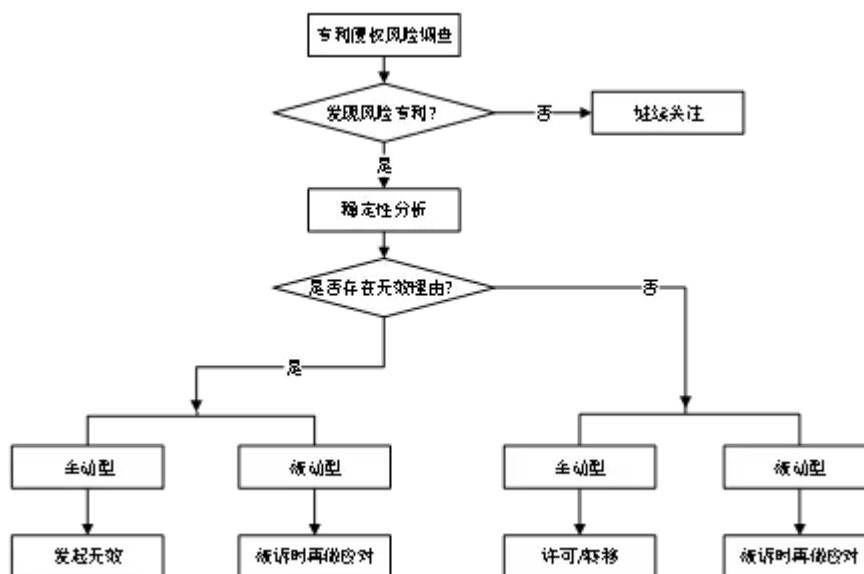 专利侵权风险调查
发现风险专利?
否
继续关注
是
稳定性分析
是否存在无效理由?
否
是
主动型
被动型
主动型
被动型
发起无效
被诉时再做应对
许可/转移
被诉时再做应对